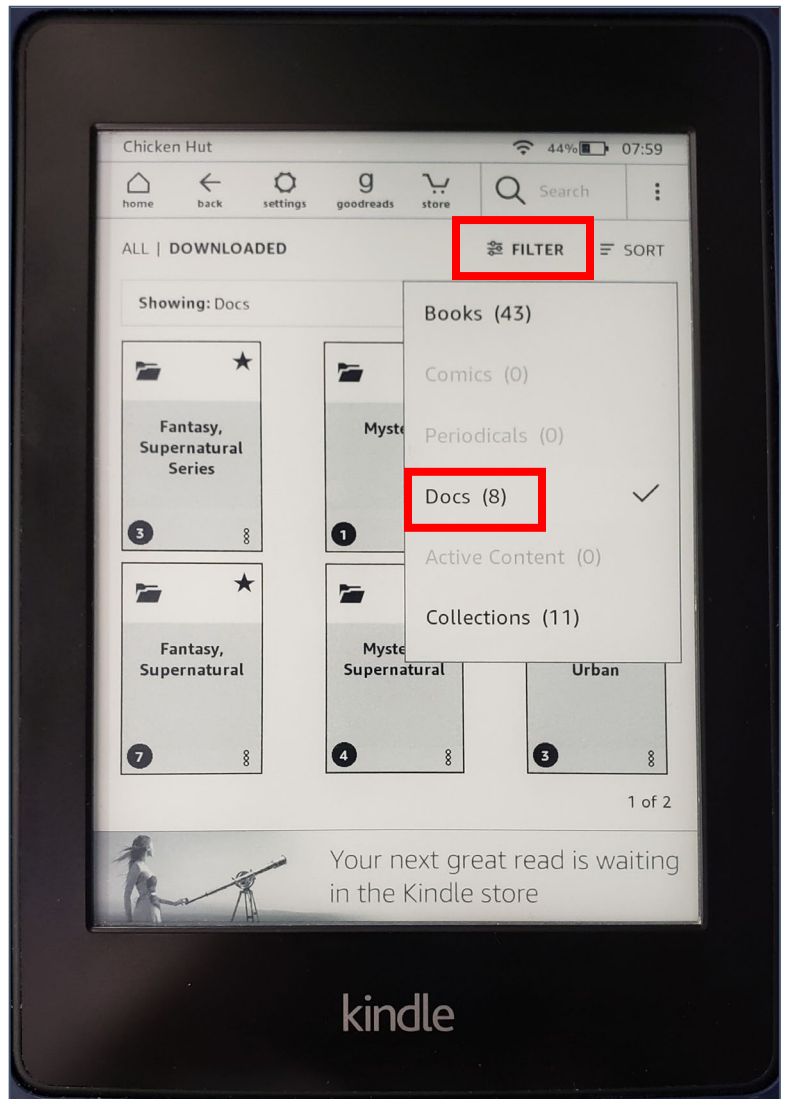 Chicken Hut 44% 07:59
home back settings goodreads store Search
ALL | DOWNLOADED FILTER SORT
Showing: Docs
Books (43)
Comics (0)
Periodicals (0)
Docs (8)
Active Content (0)
Collections (11)
Fantasy,
Supernatural
Series
3
Myste
1
Fantasy,
Supernatural
7
Myste
Supernatural
4
Urban
3
1 of 2
Your next great read is waiting
in the Kindle store
kindle